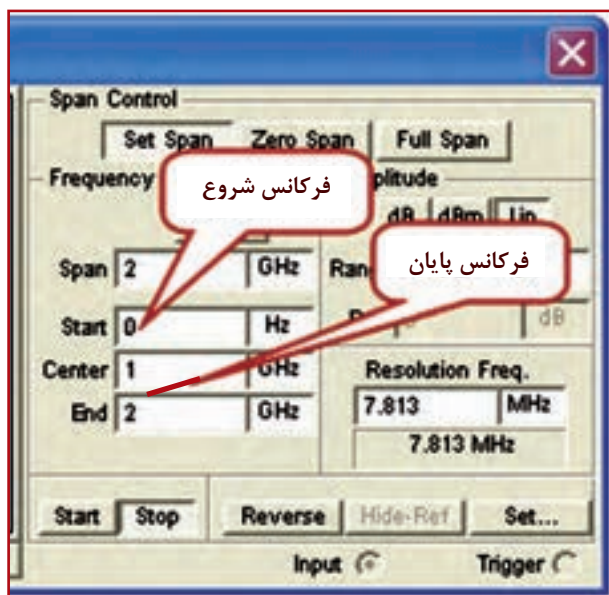 Span Control
Set Span Zero Span Full Span
Frequency plitude
فرکانس شروع
dB dBm Lin
فرکانس پایان
Span 2 GHz Ran
Start 0 Hz dB
Center 1 GHz
Resolution Freq.
End 2 GHz
7.813 MHz
7.813 MHz
Start Stop Reverse Hide-Ref Set...
Input Trigger